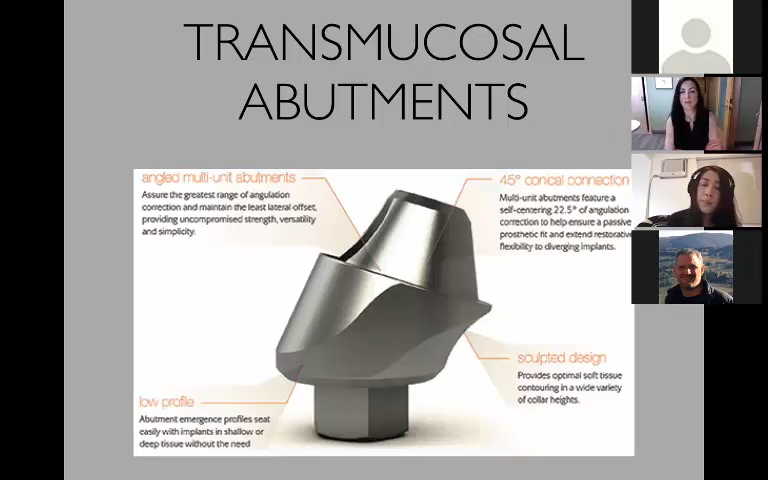 TRANSMUCOSAL
ABUTMENTS
angled multi-unit abutments
Assure the greatest range of angulation
correction and maintain the least lateral offset,
providing uncompromised strength, versatility
and simplicity.
45° conical connection
Multi-unit abutments feature a
self-centering 22.5° of angulation
correction to help ensure a passive
prosthetic fit and extend restorative
flexibility to diverging implants.
sculpted design
Provides optimal soft tissue
contouring in a wide variety
of collar heights.
low profile
Abutment emergence profiles seat
easily with implants in shallow or
deep tissue without the need